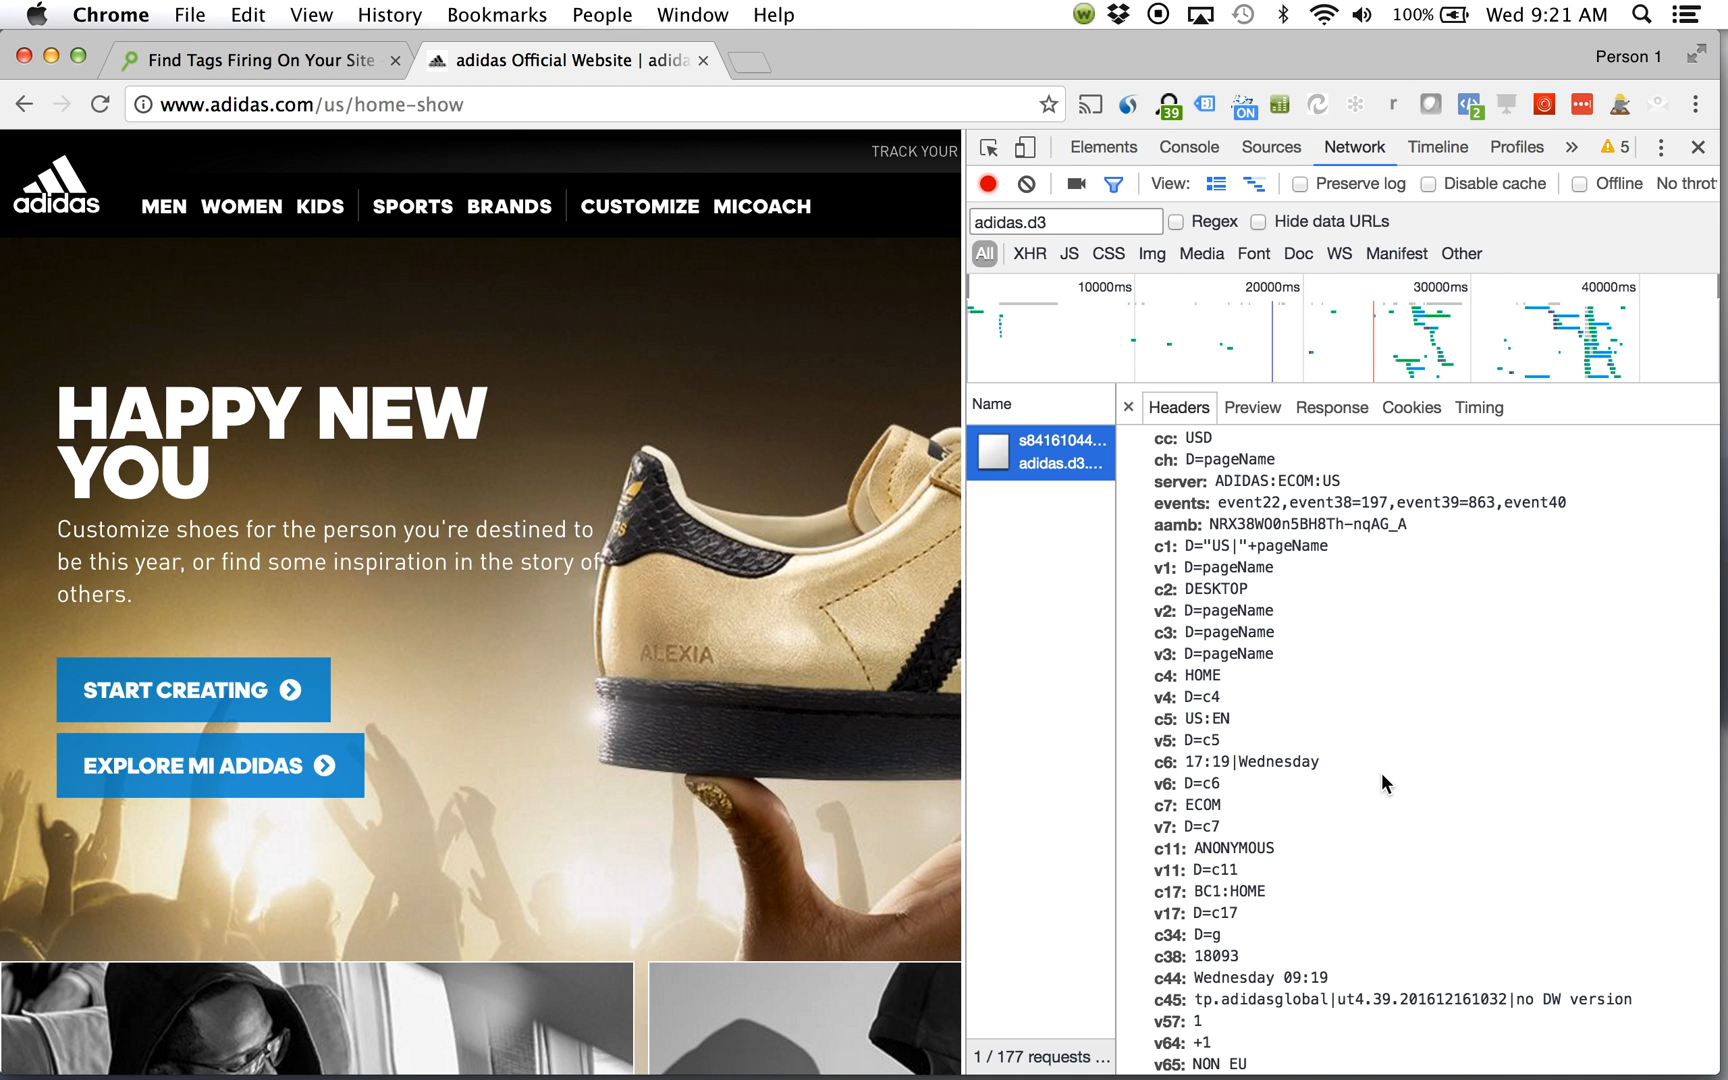 Chrome File Edit View History Bookmarks People Window Help 100% Wed 9:21 AM
Find Tags Firing On Your Site adidas Official Website | adida Person 1
www.adidas.com/us/home-show 39 ON r 2
TRACK YOUR
adidas
MEN WOMEN KIDS SPORTS BRANDS CUSTOMIZE MICOACH
HAPPY NEW
YOU
Customize shoes for the person you're destined to
be this year, or find some inspiration in the story of
others.
START CREATING
EXPLORE MI ADIDAS
ALEXIA
Elements Console Sources Network Timeline Profiles » 5
View: Preserve log Disable cache Offline No throt
adidas.d3 Regex Hide data URLs
All XHR JS CSS Img Media Font Doc WS Manifest Other
10000ms 20000ms 30000ms 40000ms
Name
s84161044...
adidas.d3....
1 / 177 requests ...
Headers Preview Response Cookies Timing
cc: USD
ch: D=pageName
server: ADIDAS:ECOM:US
events: event22,event38=197,event39=863,event40
aamb: NRX38WO0n5BH8Th-nqAG_A
c1: D="US|"+pageName
v1: D=pageName
c2: DESKTOP
v2: D=pageName
c3: D=pageName
v3: D=pageName
c4: HOME
v4: D=c4
c5: US:EN
v5: D=c5
c6: 17:19|Wednesday
v6: D=c6
c7: ECOM
v7: D=c7
c11: ANONYMOUS
v11: D=c11
c17: BC1:HOME
v17: D=c17
c34: D=g
c38: 18093
c44: Wednesday 09:19
c45: tp.adidasglobal|ut4.39.201612161032|no DW version
v57: 1
v64: +1
v65: NON EU